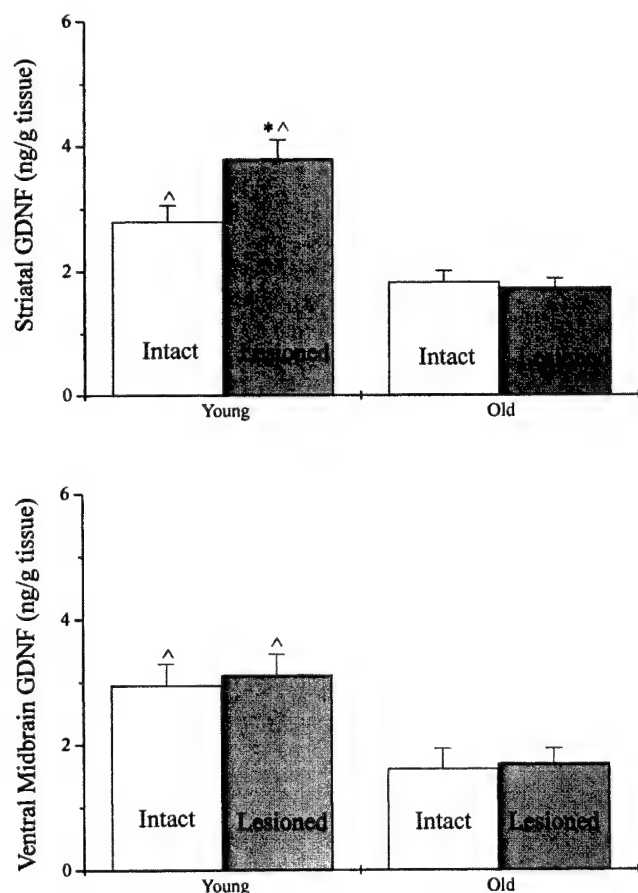 Striatal GDNF (ng/g tissue)
6
4
2
0
^
*^
Intact
Lesioned
Intact
Young
Old
Ventral Midbrain GDNF (ng/g tissue)
6
4
2
0
^
^
Intact
Lesioned
Intact
Lesioned
Young
Old